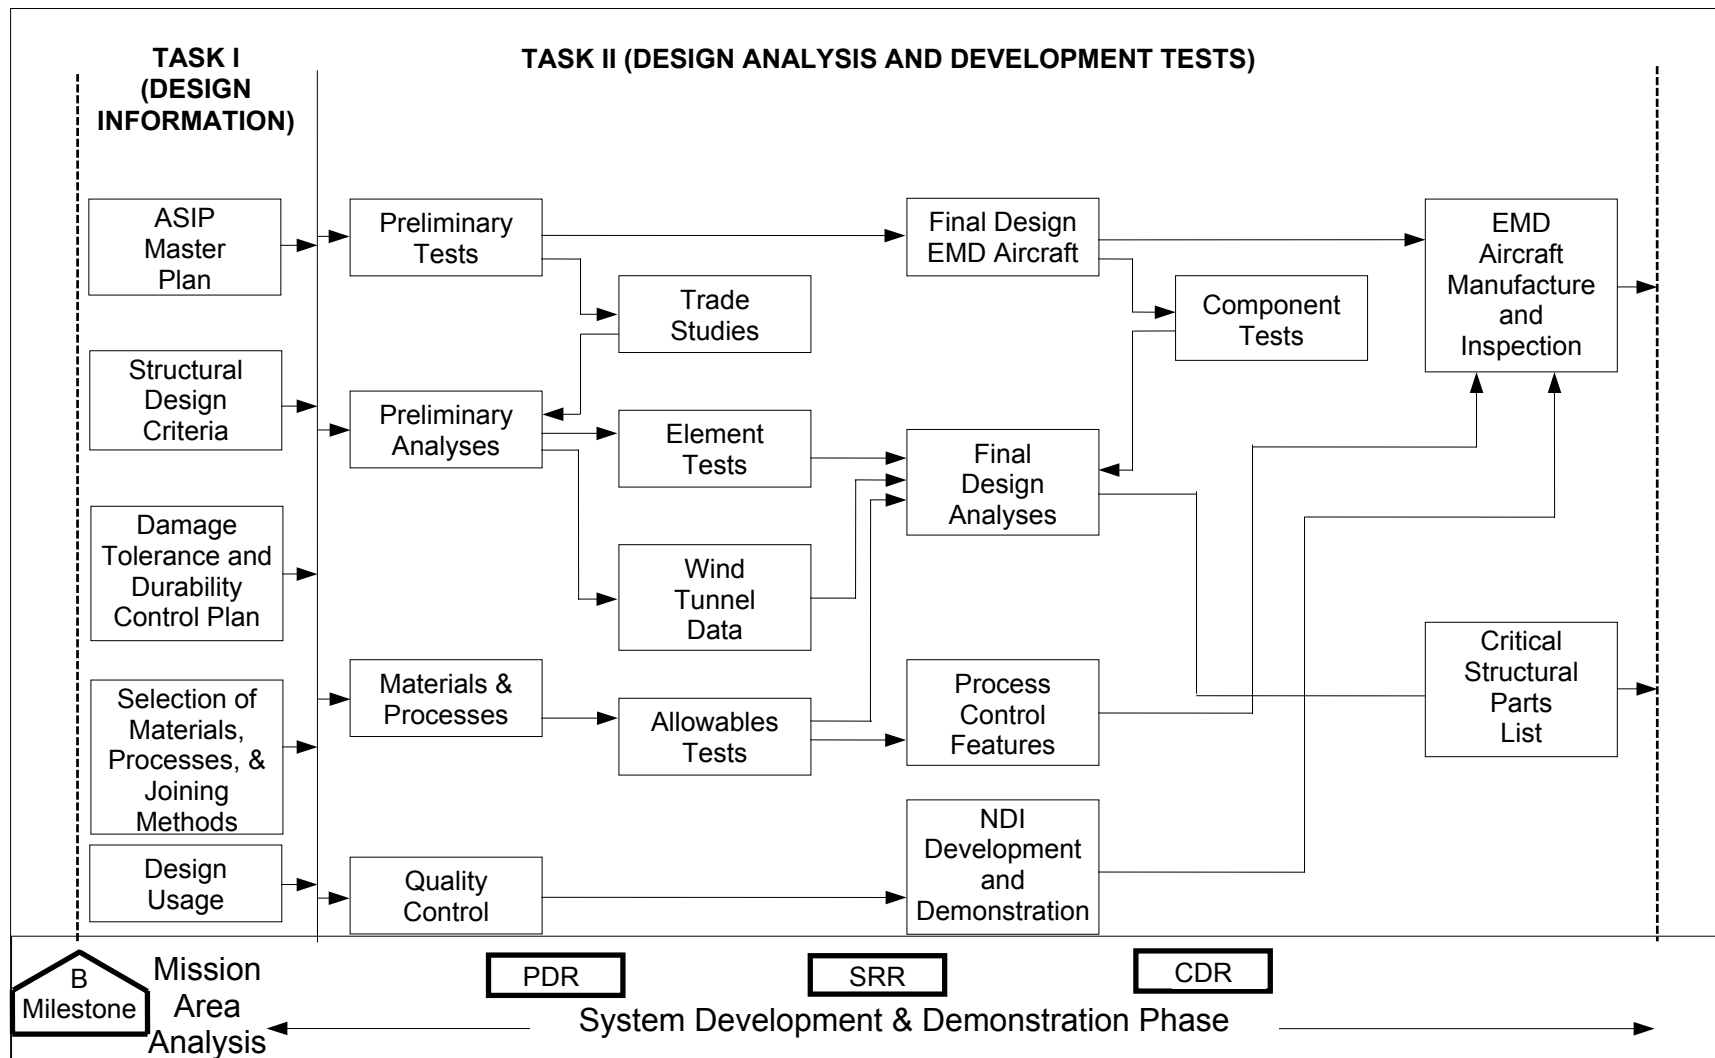 TASK I
(DESIGN
INFORMATION)
TASK II (DESIGN ANALYSIS AND DEVELOPMENT TESTS)
ASIP
Master
Plan
Structural
Design
Criteria
Damage
Tolerance and
Durability
Control Plan
Selection of
Materials,
Processes, &
Joining
Methods
Design
Usage
Preliminary
Tests
Trade
Studies
Preliminary
Analyses
Element
Tests
Wind
Tunnel
Data
Materials &
Processes
Allowables
Tests
Quality
Control
Final Design
EMD Aircraft
Component
Tests
Final
Design
Analyses
Process
Control
Features
NDI
Development
and
Demonstration
EMD
Aircraft
Manufacture
and
Inspection
Critical
Structural
Parts
List
B
Milestone
Mission
Area
Analysis
PDR
SRR
CDR
System Development & Demonstration Phase